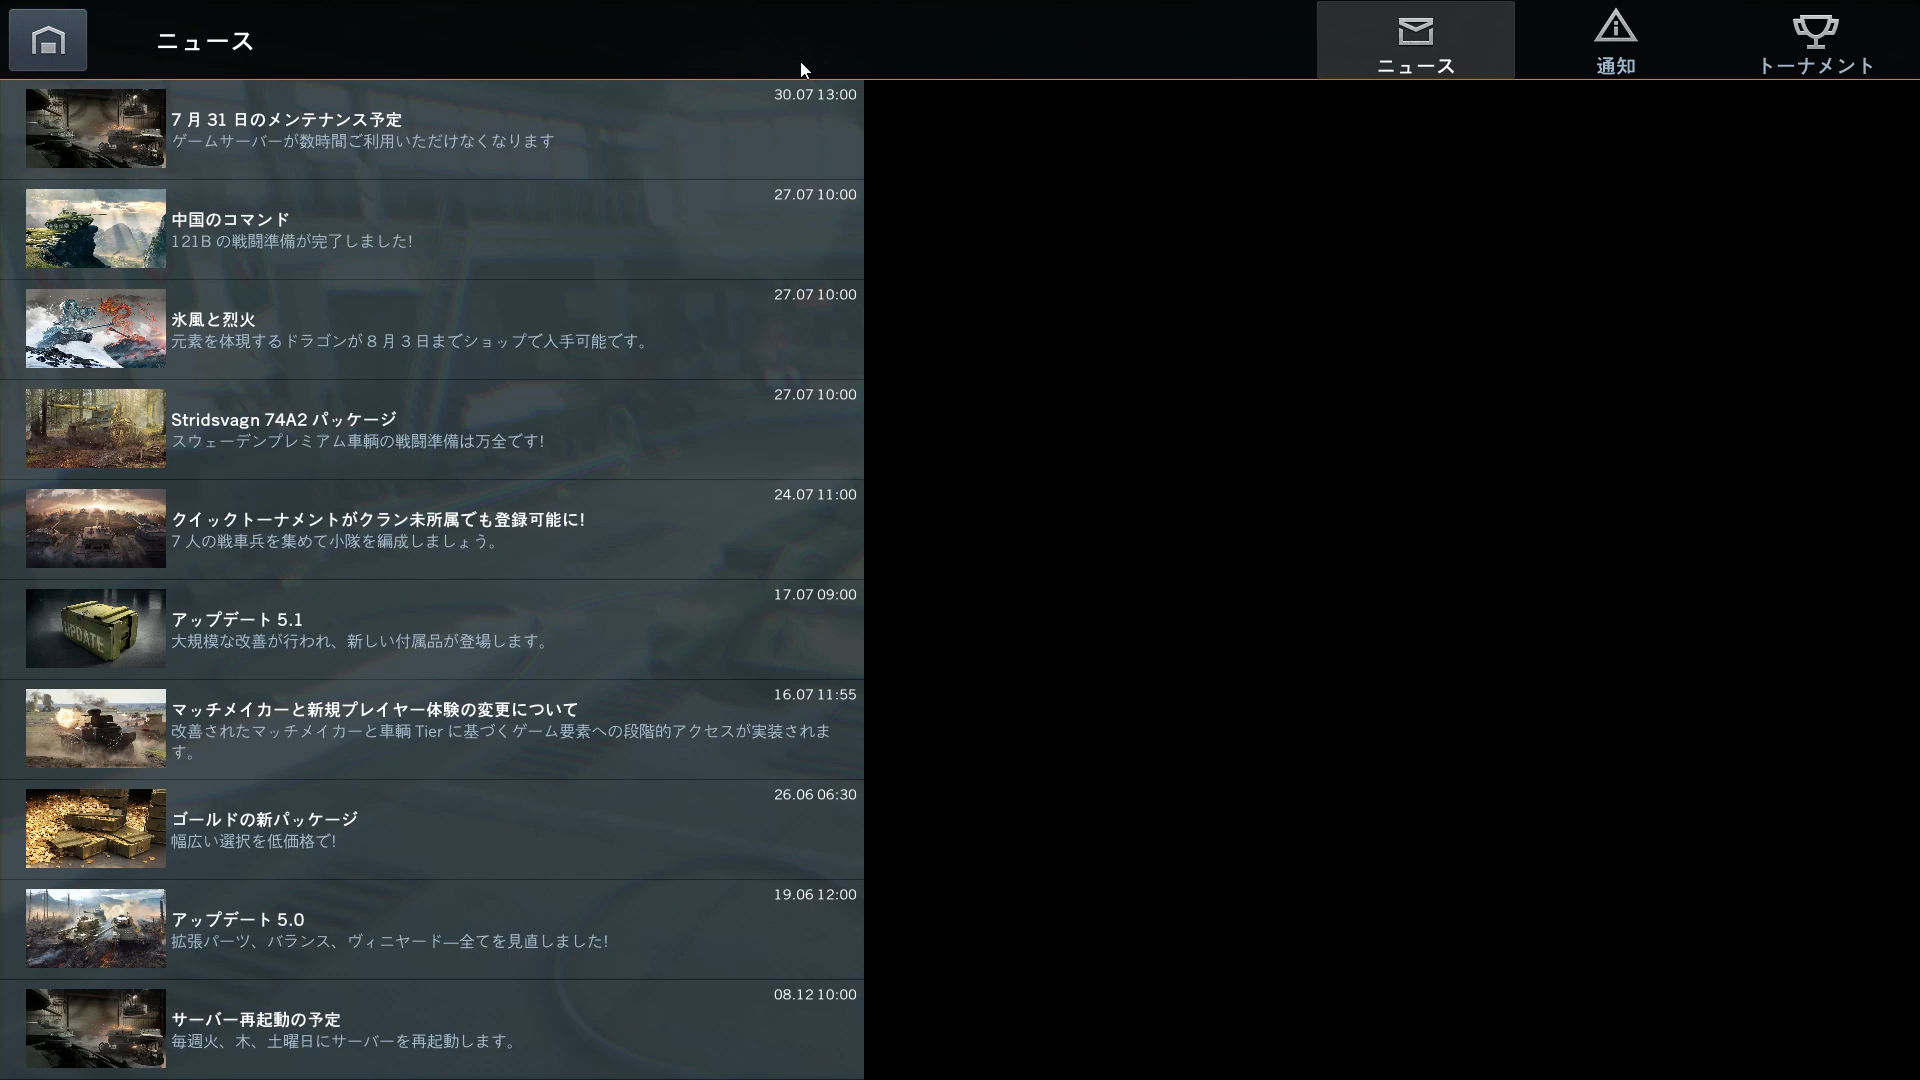 ニュース
ニュース
通知
トーナメント
30.07 13:00
7 月 31 日のメンテナンス予定
ゲームサーバーが数時間ご利用いただけなくなります
27.07 10:00
中国のコマンド
121B の戦闘準備が完了しました!
27.07 10:00
氷風と烈火
元素を体現するドラゴンが 8 月 3 日までショップで入手可能です。
27.07 10:00
Stridsvagn 74A2 パッケージ
スウェーデンプレミアム車輌の戦闘準備は万全です!
24.07 11:00
クイックトーナメントがクラン未所属でも登録可能に!
7 人の戦車兵を集めて小隊を編成しましょう。
17.07 09:00
UPDATE
アップデート 5.1
大規模な改善が行われ、新しい付属品が登場します。
16.07 11:55
マッチメイカーと新規プレイヤー体験の変更について
改善されたマッチメイカーと車輌 Tier に基づくゲーム要素への段階的アクセスが実装されま
す。
26.06 06:30
ゴールドの新パッケージ
幅広い選択を低価格で!
19.06 12:00
アップデート 5.0
拡張パーツ、バランス、ヴィニヤード—全てを見直しました!
08.12 10:00
サーバー再起動の予定
毎週火、木、土曜日にサーバーを再起動します。